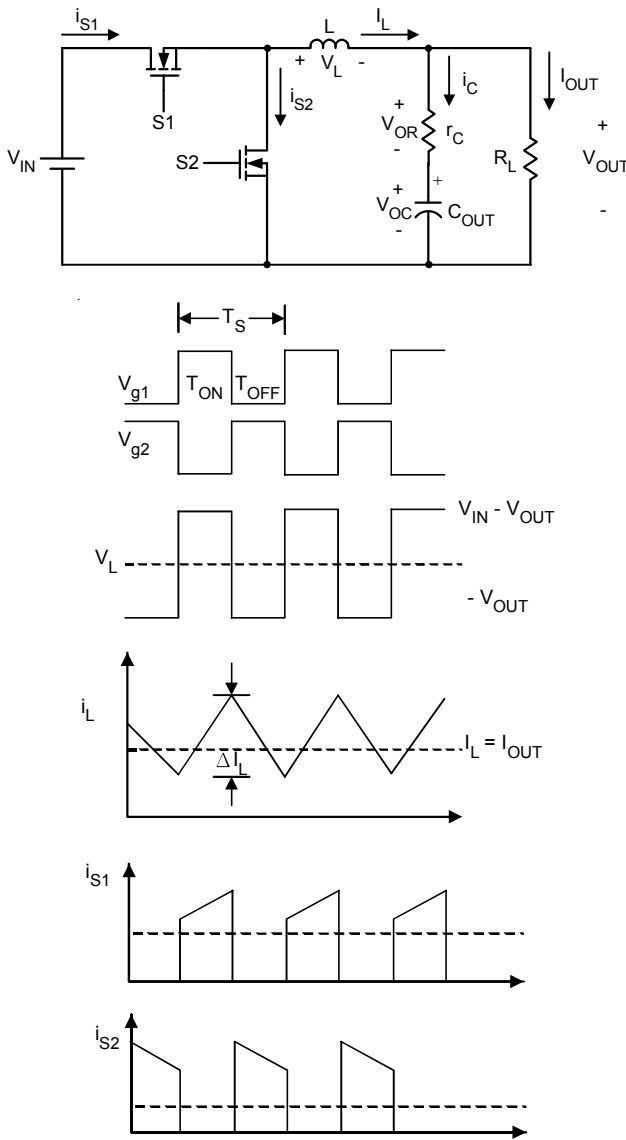 i_S1
L
I_L
+ V_L -
i_C
I_OUT
i_S2
S1
+
V_OR
-
r_C
+
V_IN
S2
R_L
V_OUT
+
+
V_OC
-
C_OUT
-
T_S
V_g1
T_ON
T_OFF
V_g2
V_IN - V_OUT
V_L
- V_OUT
i_L
I_L = I_OUT
ΔI_L
i_S1
i_S2